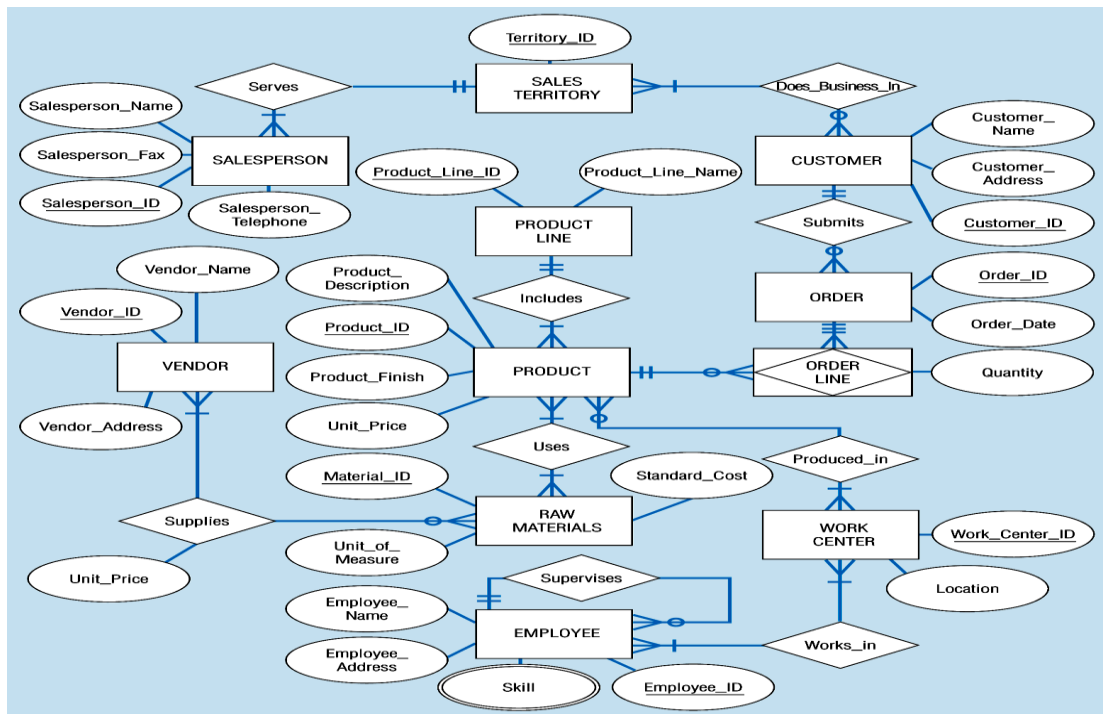 Territory_ID
SALES
TERRITORY
Serves
Does_Business_In
Salesperson_Name
Salesperson_Fax
Salesperson_ID
SALESPERSON
Salesperson_
Telephone
Product_Line_ID
Product_Line_Name
PRODUCT
LINE
CUSTOMER
Customer_
Name
Customer_
Address
Customer_ID
Submits
Vendor_Name
Vendor_ID
VENDOR
Vendor_Address
Product_
Description
Product_ID
Product_Finish
Unit_Price
Includes
PRODUCT
ORDER
Order_ID
Order_Date
ORDER
LINE
Quantity
Uses
Produced_in
Material_ID
Standard_Cost
RAW
MATERIALS
Unit_of_
Measure
Supplies
Unit_Price
WORK
CENTER
Work_Center_ID
Location
Supervises
Employee_
Name
Employee_
Address
EMPLOYEE
Works_in
Skill
Employee_ID